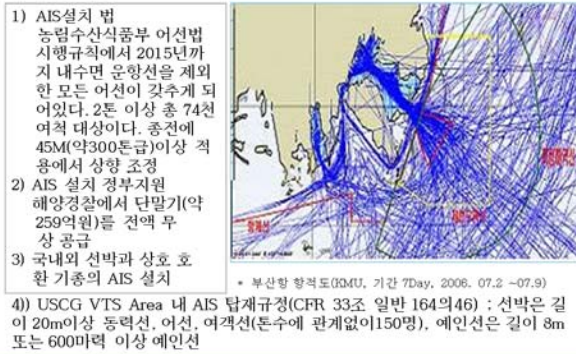 1) AIS설치 법
농림수산식품부 어선법
시행규칙에서 2015년까
지 내수면 운항선을 제외
한 모든 어선이 갖추게 되
어있다. 2톤 이상 총 74천
여척 대상이다. 종전에
45M(약300톤급)이상 적
용에서 상향 조정
2) AIS 설치 정부지원
해양경찰에서 단말기(약
259억원)를 전액 무
상 공급
3) 국내외 선박과 상호 호
환 기종의 AIS 설치
* 부산항 항적도(KMU, 기간 7Day, 2006. 07.2 ~07.9)
4)) USCG VTS Area 내 AIS 탑재규정(CFR 33조 일반 164의46) : 선박은 길
이 20m이상 동력선, 어선, 여객선(톤수에 관계없이150명), 예인선은 길이 8m
또는 600마력 이상 예인선